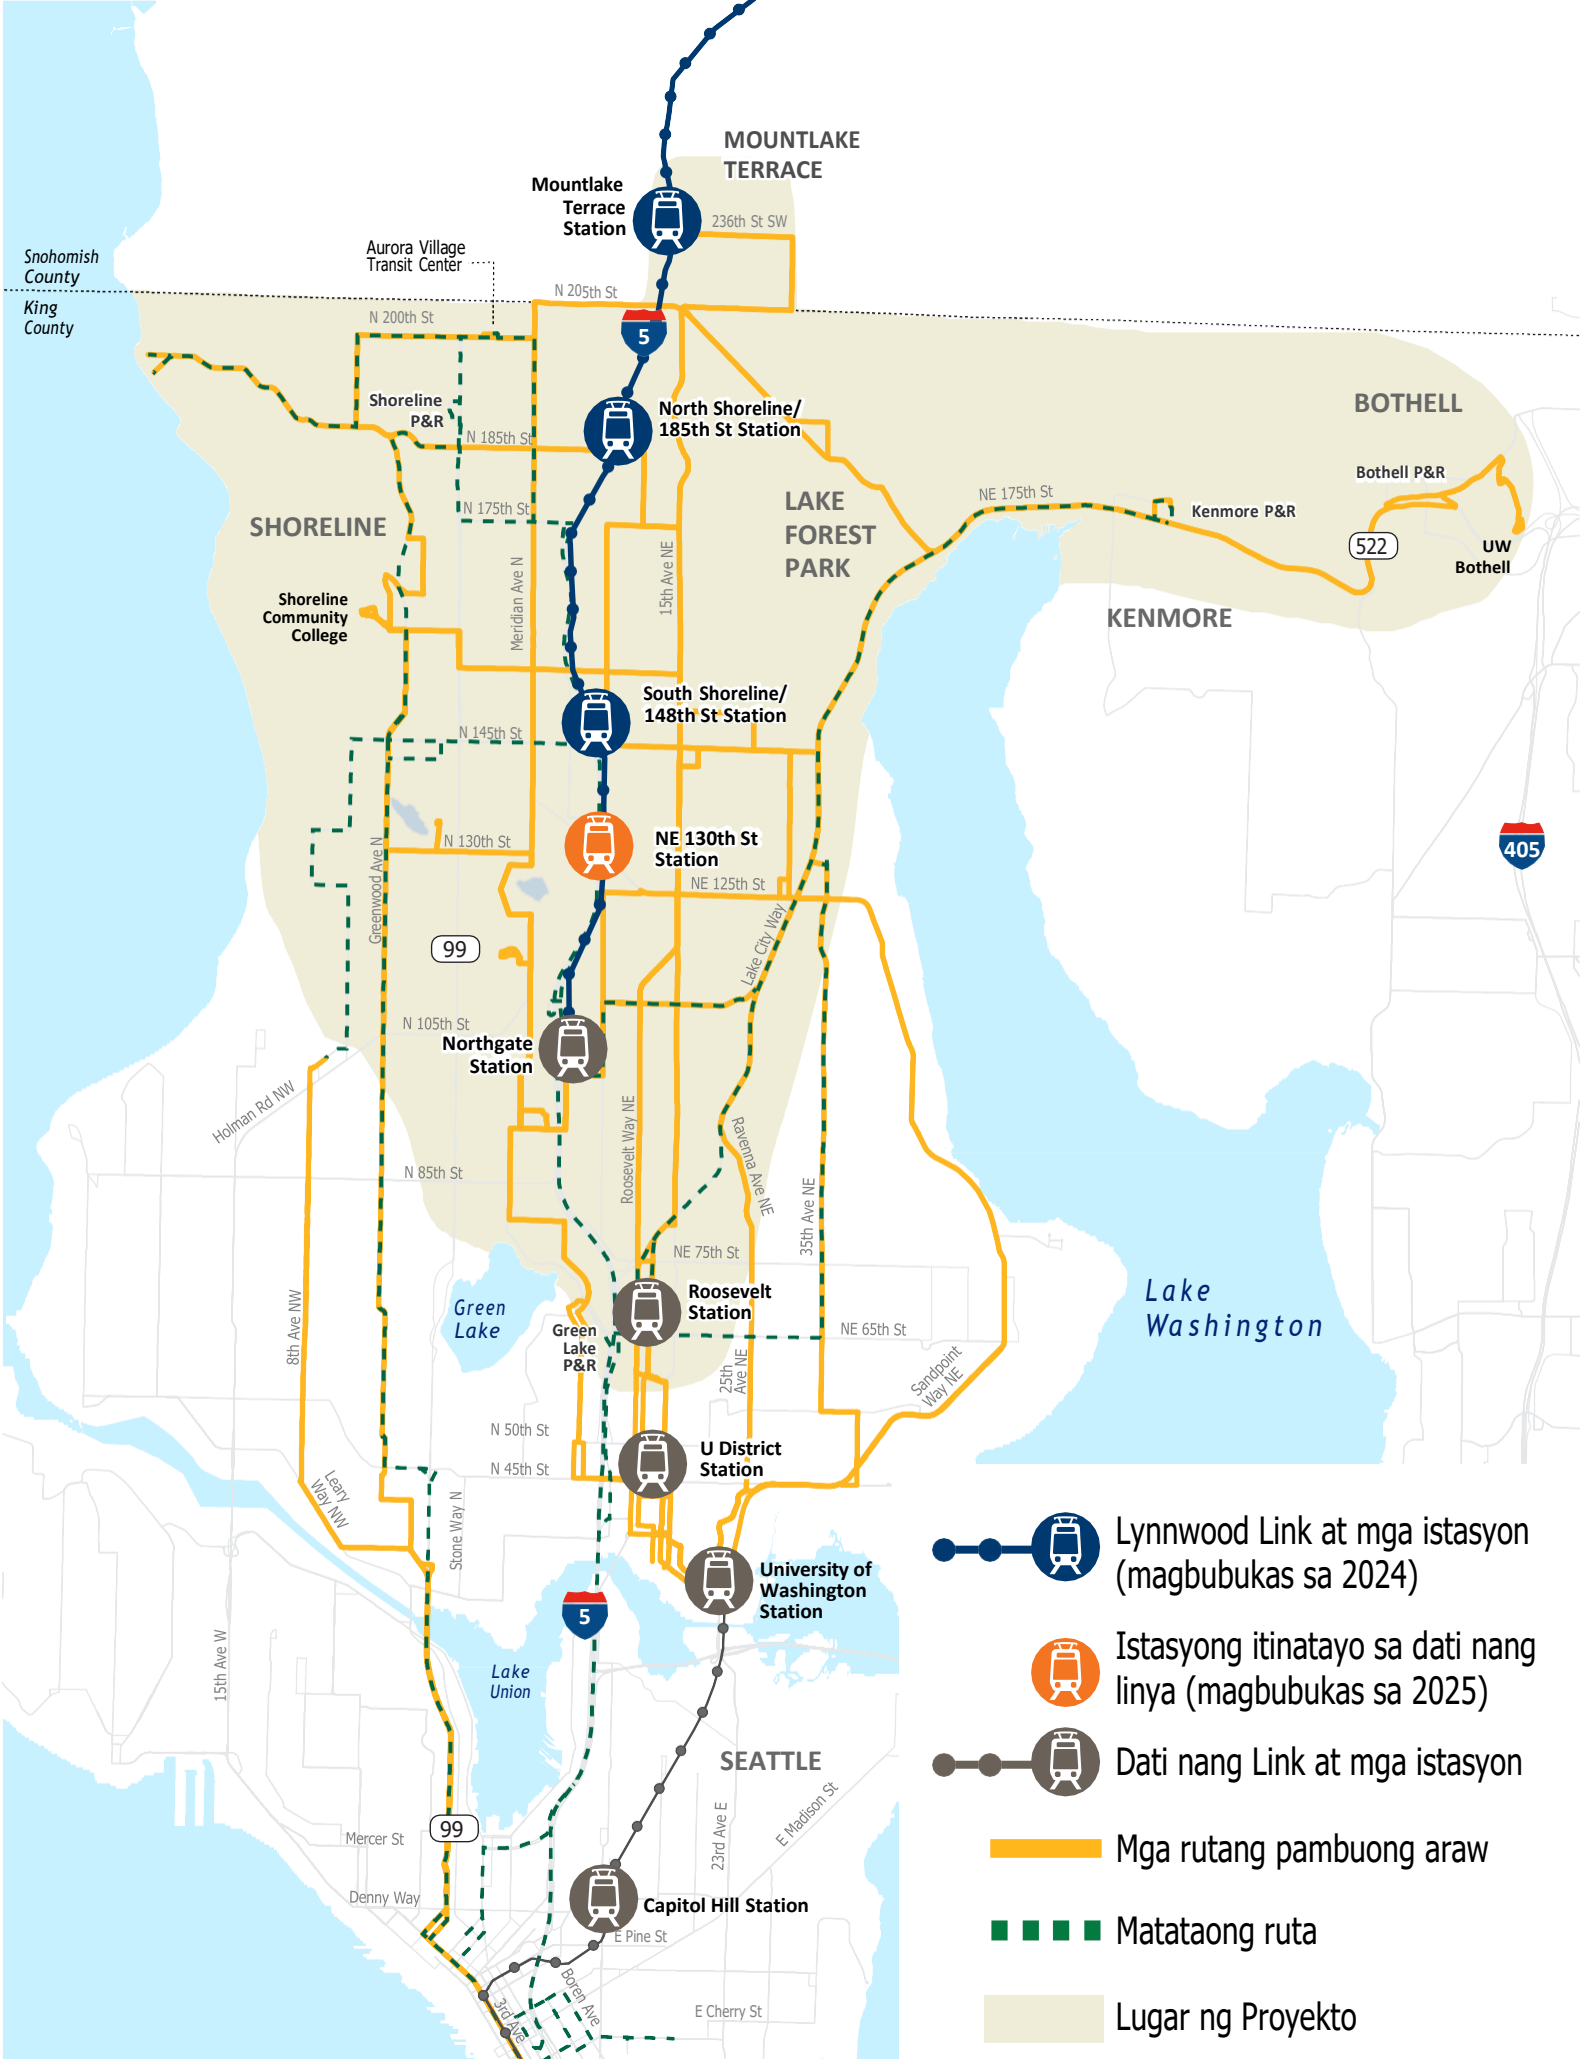 MOUNTLAKE
TERRACE
Mountlake
Terrace
Station
236th St SW
Aurora Village
Transit Center
Snohomish
County
King
County
N 205th St
N 200th St
5
Shoreline
P&R
North Shoreline/
185th St Station
N 185th St
BOTHELL
Bothell P&R
NE 175th St
Kenmore P&R
LAKE
FOREST
PARK
N 175th St
SHORELINE
522
UW
Bothell
15th Ave NE
Meridian Ave N
Shoreline
Community
College
KENMORE
South Shoreline/
148th St Station
N 145th St
NE 130th St
Station
N 130th St
405
Greenwood Ave N
NE 125th St
99
Lake City Way
N 105th St
Northgate
Station
Holman Rd NW
Roosevelt Way NE
Ravenna Ave NE
N 85th St
35th Ave NE
NE 75th St
Roosevelt
Station
Lake
Washington
Green
Lake
8th Ave NW
Green
Lake
P&R
NE 65th St
25th
Ave NE
Sandpoint
Way NE
N 50th St
U District
Station
N 45th St
Leary
Way NW
Stone Way N
University of
Washington
Station
5
15th Ave W
Lake
Union
SEATTLE
23rd Ave E
E Madison St
99
Mercer St
Denny Way
Capitol Hill Station
E Pine St
Boren Ave
3rd Ave
E Cherry St
Lynnwood Link at mga istasyon
(magbubukas sa 2024)
Istasyong itinatayo sa dati nang
linya (magbubukas sa 2025)
Dati nang Link at mga istasyon
Mga rutang pambuong araw
Matataong ruta
Lugar ng Proyekto